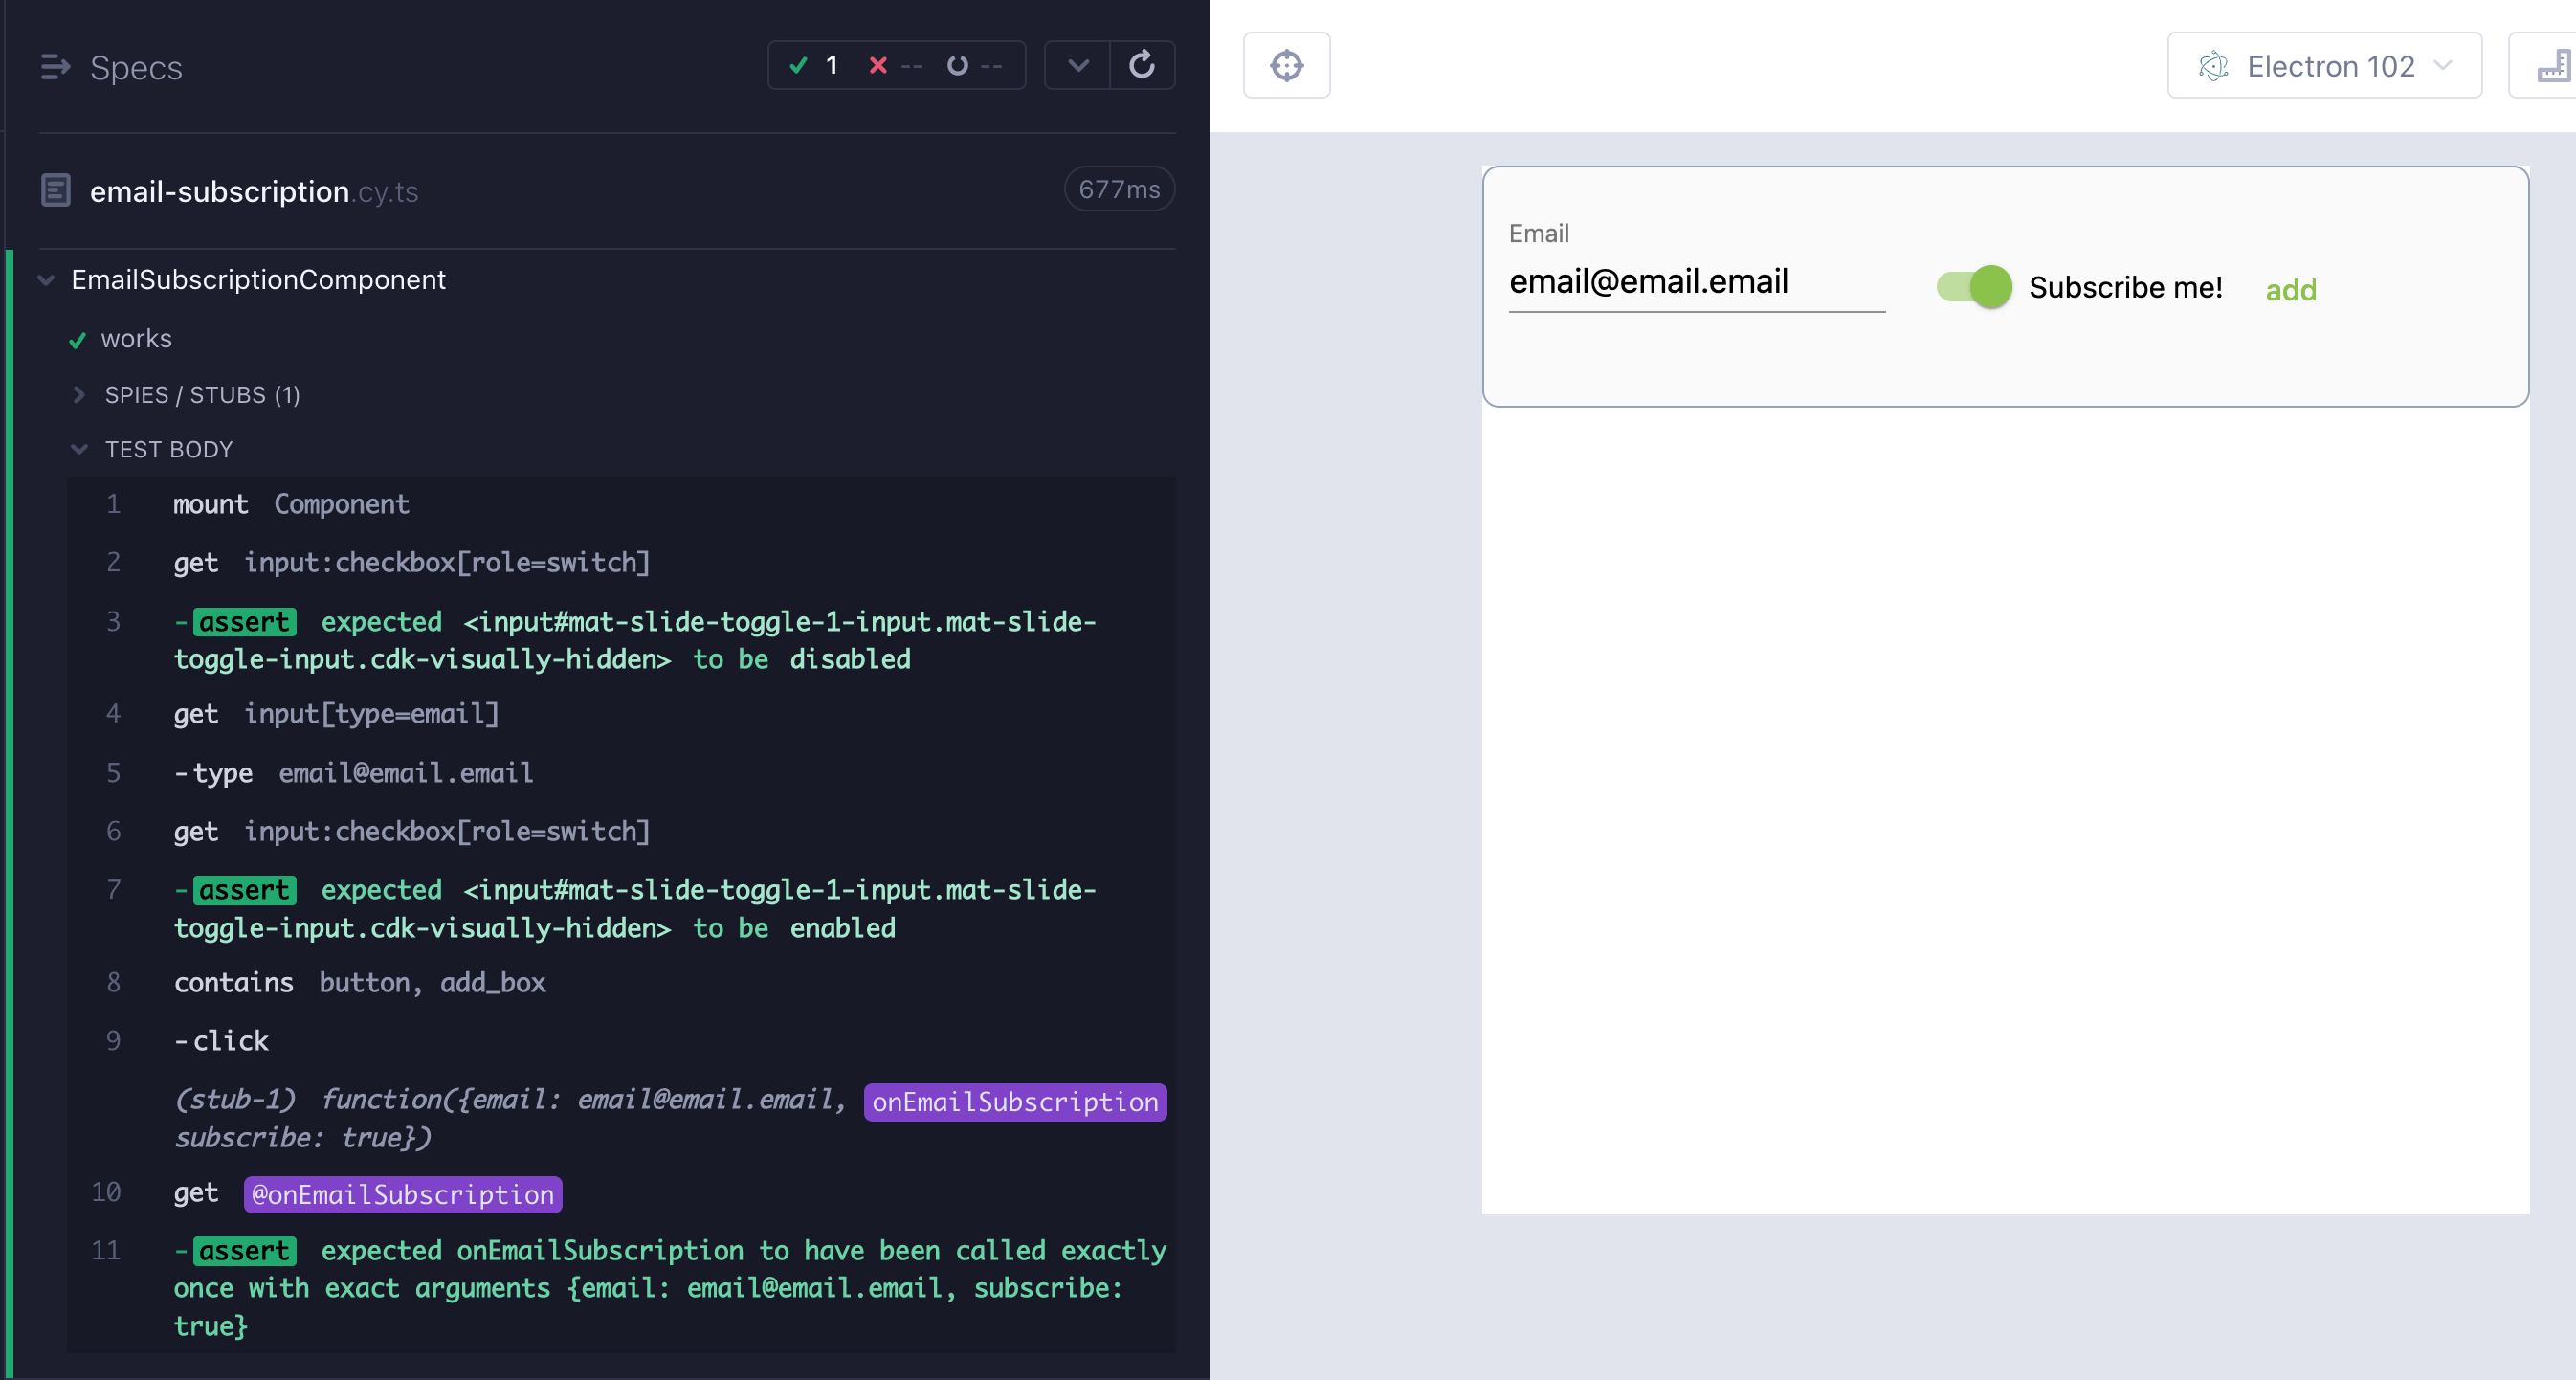 Specs
1 -- --
email-subscription.cy.ts
677ms
EmailSubscriptionComponent
works
SPIES / STUBS (1)
TEST BODY
1 mount Component
2 get input:checkbox[role=switch]
3 -assert expected <input#mat-slide-toggle-1-input.mat-slide-
toggle-input.cdk-visually-hidden> to be disabled
4 get input[type=email]
5 -type email@email.email
6 get input:checkbox[role=switch]
7 -assert expected <input#mat-slide-toggle-1-input.mat-slide-
toggle-input.cdk-visually-hidden> to be enabled
8 contains button, add_box
9 -click
(stub-1) function({email: email@email.email, onEmailSubscription
subscribe: true})
10 get @onEmailSubscription
11 -assert expected onEmailSubscription to have been called exactly
once with exact arguments {email: email@email.email, subscribe:
true}
Electron 102
Email
email@email.email
Subscribe me!
add